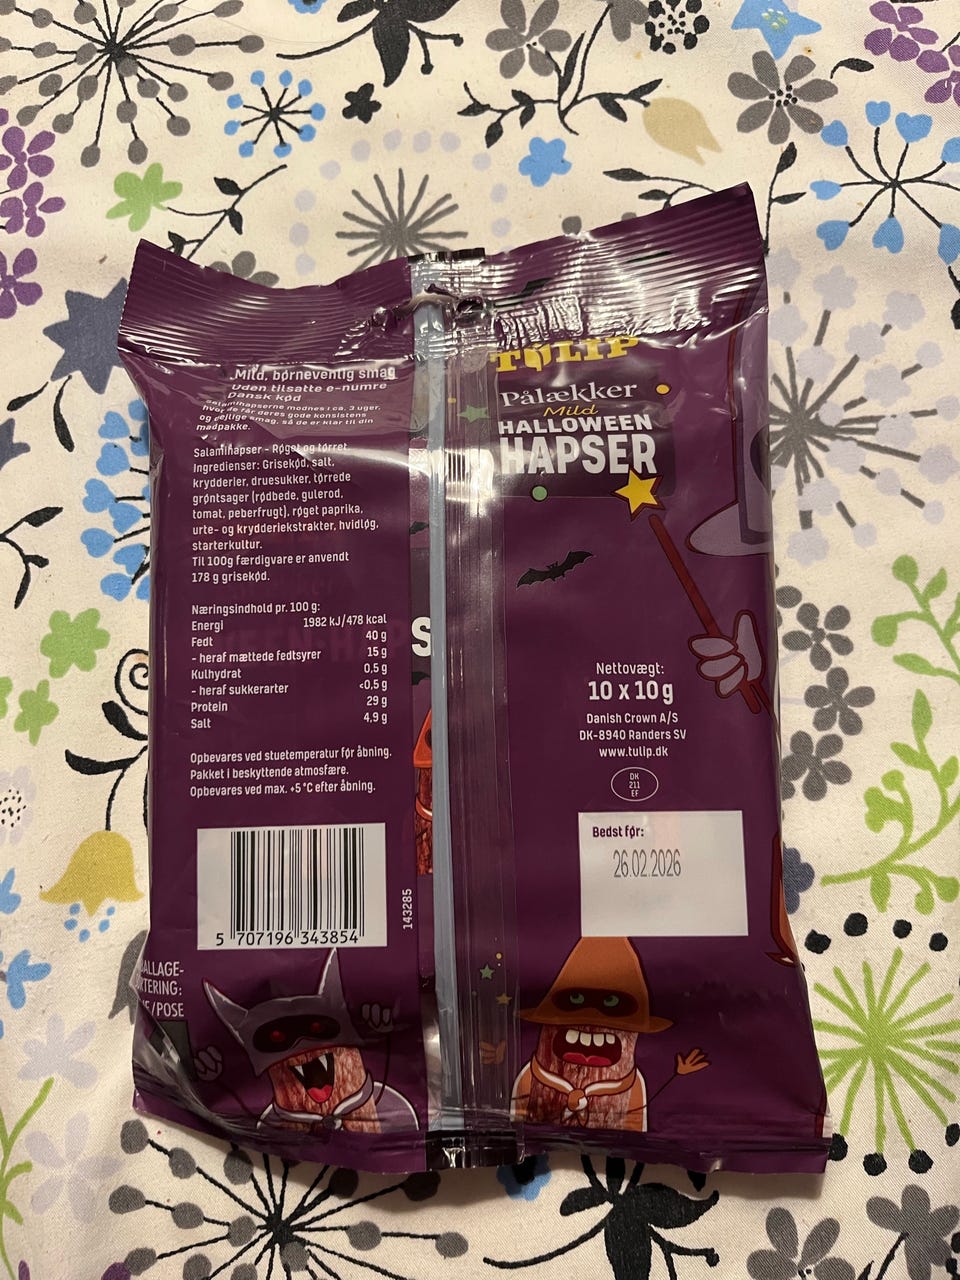 Mild, børnevenlig smag
Uden tilsatte e-numre
Dansk kød
Salamihapserne modnes i ca. 3 uger,
hvor de får deres gode konsistens
og dejlige smag, så de er klar til din
madpakke.
Salamihapser - Røget og tørret.
Ingredienser: Grisekød, salt,
krydderier, druesukker, tørrede
grøntsager (rødbede, gulerod,
tomat, peberfrugt), røget paprika,
urte- og krydderiekstrakter, hvidløg,
starterkultur.
Til 100g færdigvare er anvendt
178 g grisekød.
Næringsindhold pr. 100 g:
Energi 1982 kJ/478 kcal
Fedt 40 g
- heraf mættede fedtsyrer 15 g
Kulhydrat 0,5 g
- heraf sukkerarter <0,5 g
Protein 29 g
Salt 4,9 g
Opbevares ved stuetemperatur før åbning.
Pakket i beskyttende atmosfære.
Opbevares ved max. +5 °C efter åbning.
5 707196 343854
143285
ALLAGE-
RTERING:
/POSE
S
TULIP
Pålækker
Mild
HALLOWEEN
HAPSER
Nettovægt:
10 x 10 g
Danish Crown A/S
DK-8940 Randers SV
www.tulip.dk
DK
211
EF
Bedst før:
26.02.2026